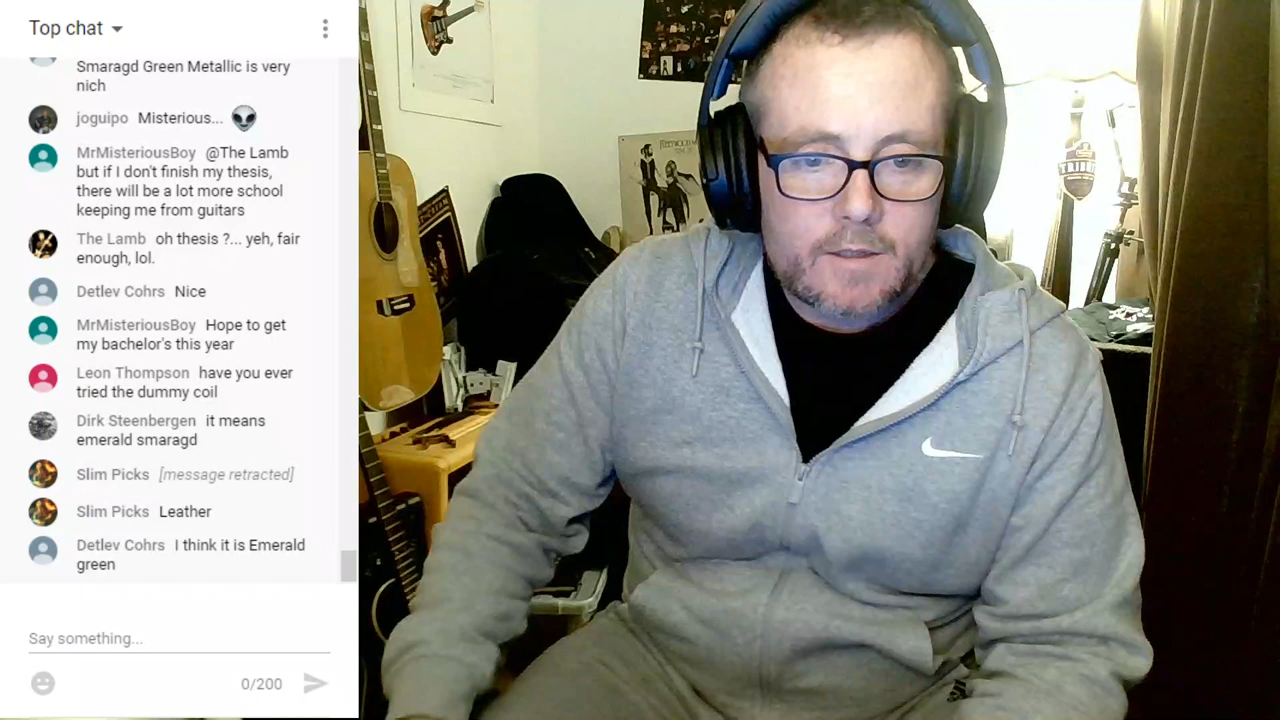 Top chat
Smaragd Green Metallic is very
nich
joguipo Misterious...
MrMisteriousBoy @The Lamb
but if I don't finish my thesis,
there will be a lot more school
keeping me from guitars
The Lamb oh thesis ?... yeh, fair
enough, lol.
Detlev Cohrs Nice
MrMisteriousBoy Hope to get
my bachelor's this year
Leon Thompson have you ever
tried the dummy coil
Dirk Steenbergen it means
emerald smaragd
Slim Picks [message retracted]
Slim Picks Leather
Detlev Cohrs I think it is Emerald
green
Say something...
0/200
FLEETWOOD
TRIBUTE